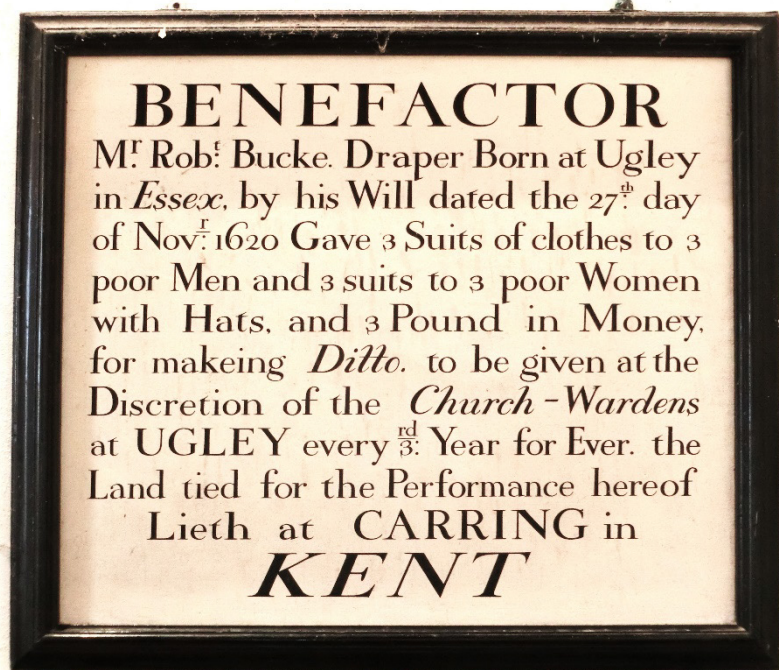 BENEFACTOR
Mr. Robt. Bucke. Draper Born at Ugley
in Essex, by his Will dated the 27th. day
of Novr. 1620 Gave 3 Suits of clothes to 3
poor Men and 3 suits to 3 poor Women
with Hats, and 3 Pound in Money,
for makeing Ditto. to be given at the
Discretion of the Church-Wardens
at UGLEY every 3rd. Year for Ever. the
Land tied for the Performance hereof
Lieth at CARRING in
KENT